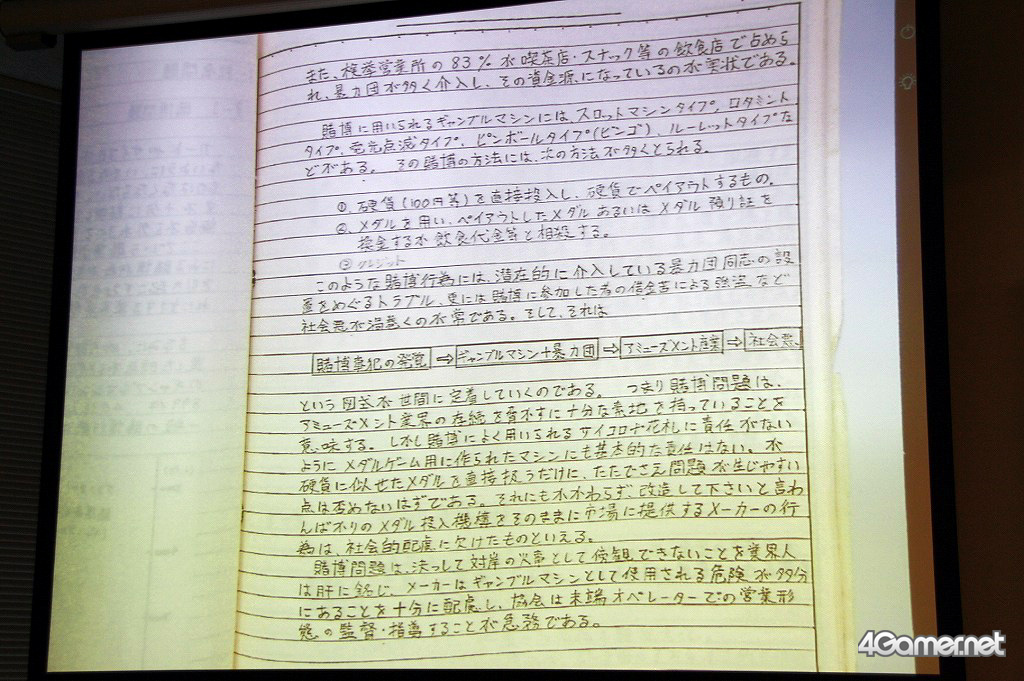 また、検挙営業所の83%が喫茶店・スナック等の飲食店で占めら
れ、暴力団が多く介入し、その資金源になっているのが実状である。
賭博に用いられるギャンブルマシンには、スロットマシンタイプ、ロタミント
タイプ、電光点滅タイプ、ピンボールタイプ(ビンゴ)、ルーレットタイプな
どがある。その賭博の方法には、次の方法が多くとられる。
①. 硬貨(100円等)を直接投入し、硬貨でペイアウトするもの。
②. メダルを用い、ペイアウトしたメダルあるいはメダル預り証を
換金するか飲食代金等と相殺する。
③ クレジット
このような賭博行為には、潜在的に介入している暴力団同志の設
置をめぐるトラブル、更には賭博に参加した者の借金苦による強盗など
社会悪が渦巻くのが常である。そして、それは
賭博事犯の発覚 ⇒ ギャンブルマシン+暴力団 ⇒ アミューズメント産業 ⇒ 社会悪
という図式が世間に定着していくのである。つまり賭博問題は、
アミューズメント業界の存続を脅かすに十分な素地を持っていることを
意味する。しかし賭博によく用いられるサイコロや花札に責任がない
ようにメダルゲーム用に作られたマシンにも基本的な責任はない。が
硬貨に似せたメダルを直接扱うだけに、ただでさえ問題が生じやすい
点は否めないはずである。それにもかかわらず、改造して下さいと言わ
んばかりのメダル投入機構をそのままに市場に提供するメーカーの行
為は、社会的配慮に欠けたものといえる。
賭博問題は、決っして対岸の火事として傍観できないことを業界人
は肝に銘じ、メーカーはギャンブルマシンとして使用される危険が多分
にあることを十分に配慮し、協会は末端オペレーターでの営業形
態の監督・指導することが急務である。
4Gamer.net